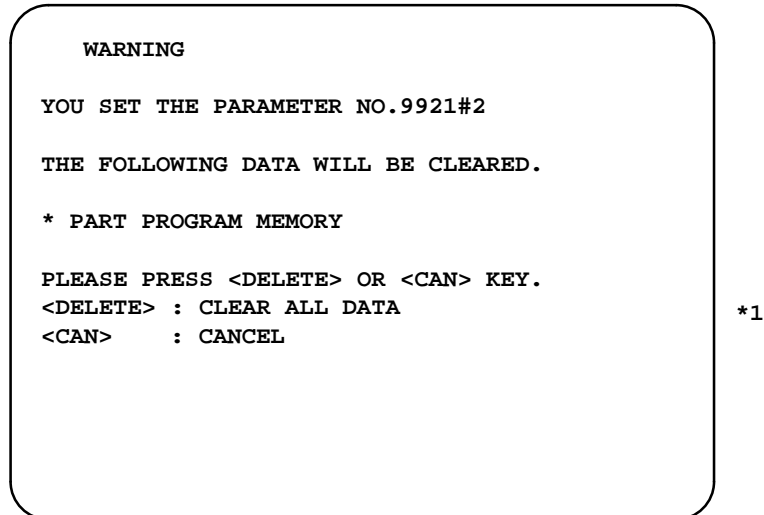 WARNING
YOU SET THE PARAMETER NO.9921#2
THE FOLLOWING DATA WILL BE CLEARED.
* PART PROGRAM MEMORY
PLEASE PRESS <DELETE> OR <CAN> KEY.
<DELETE> : CLEAR ALL DATA *1
<CAN> : CANCEL